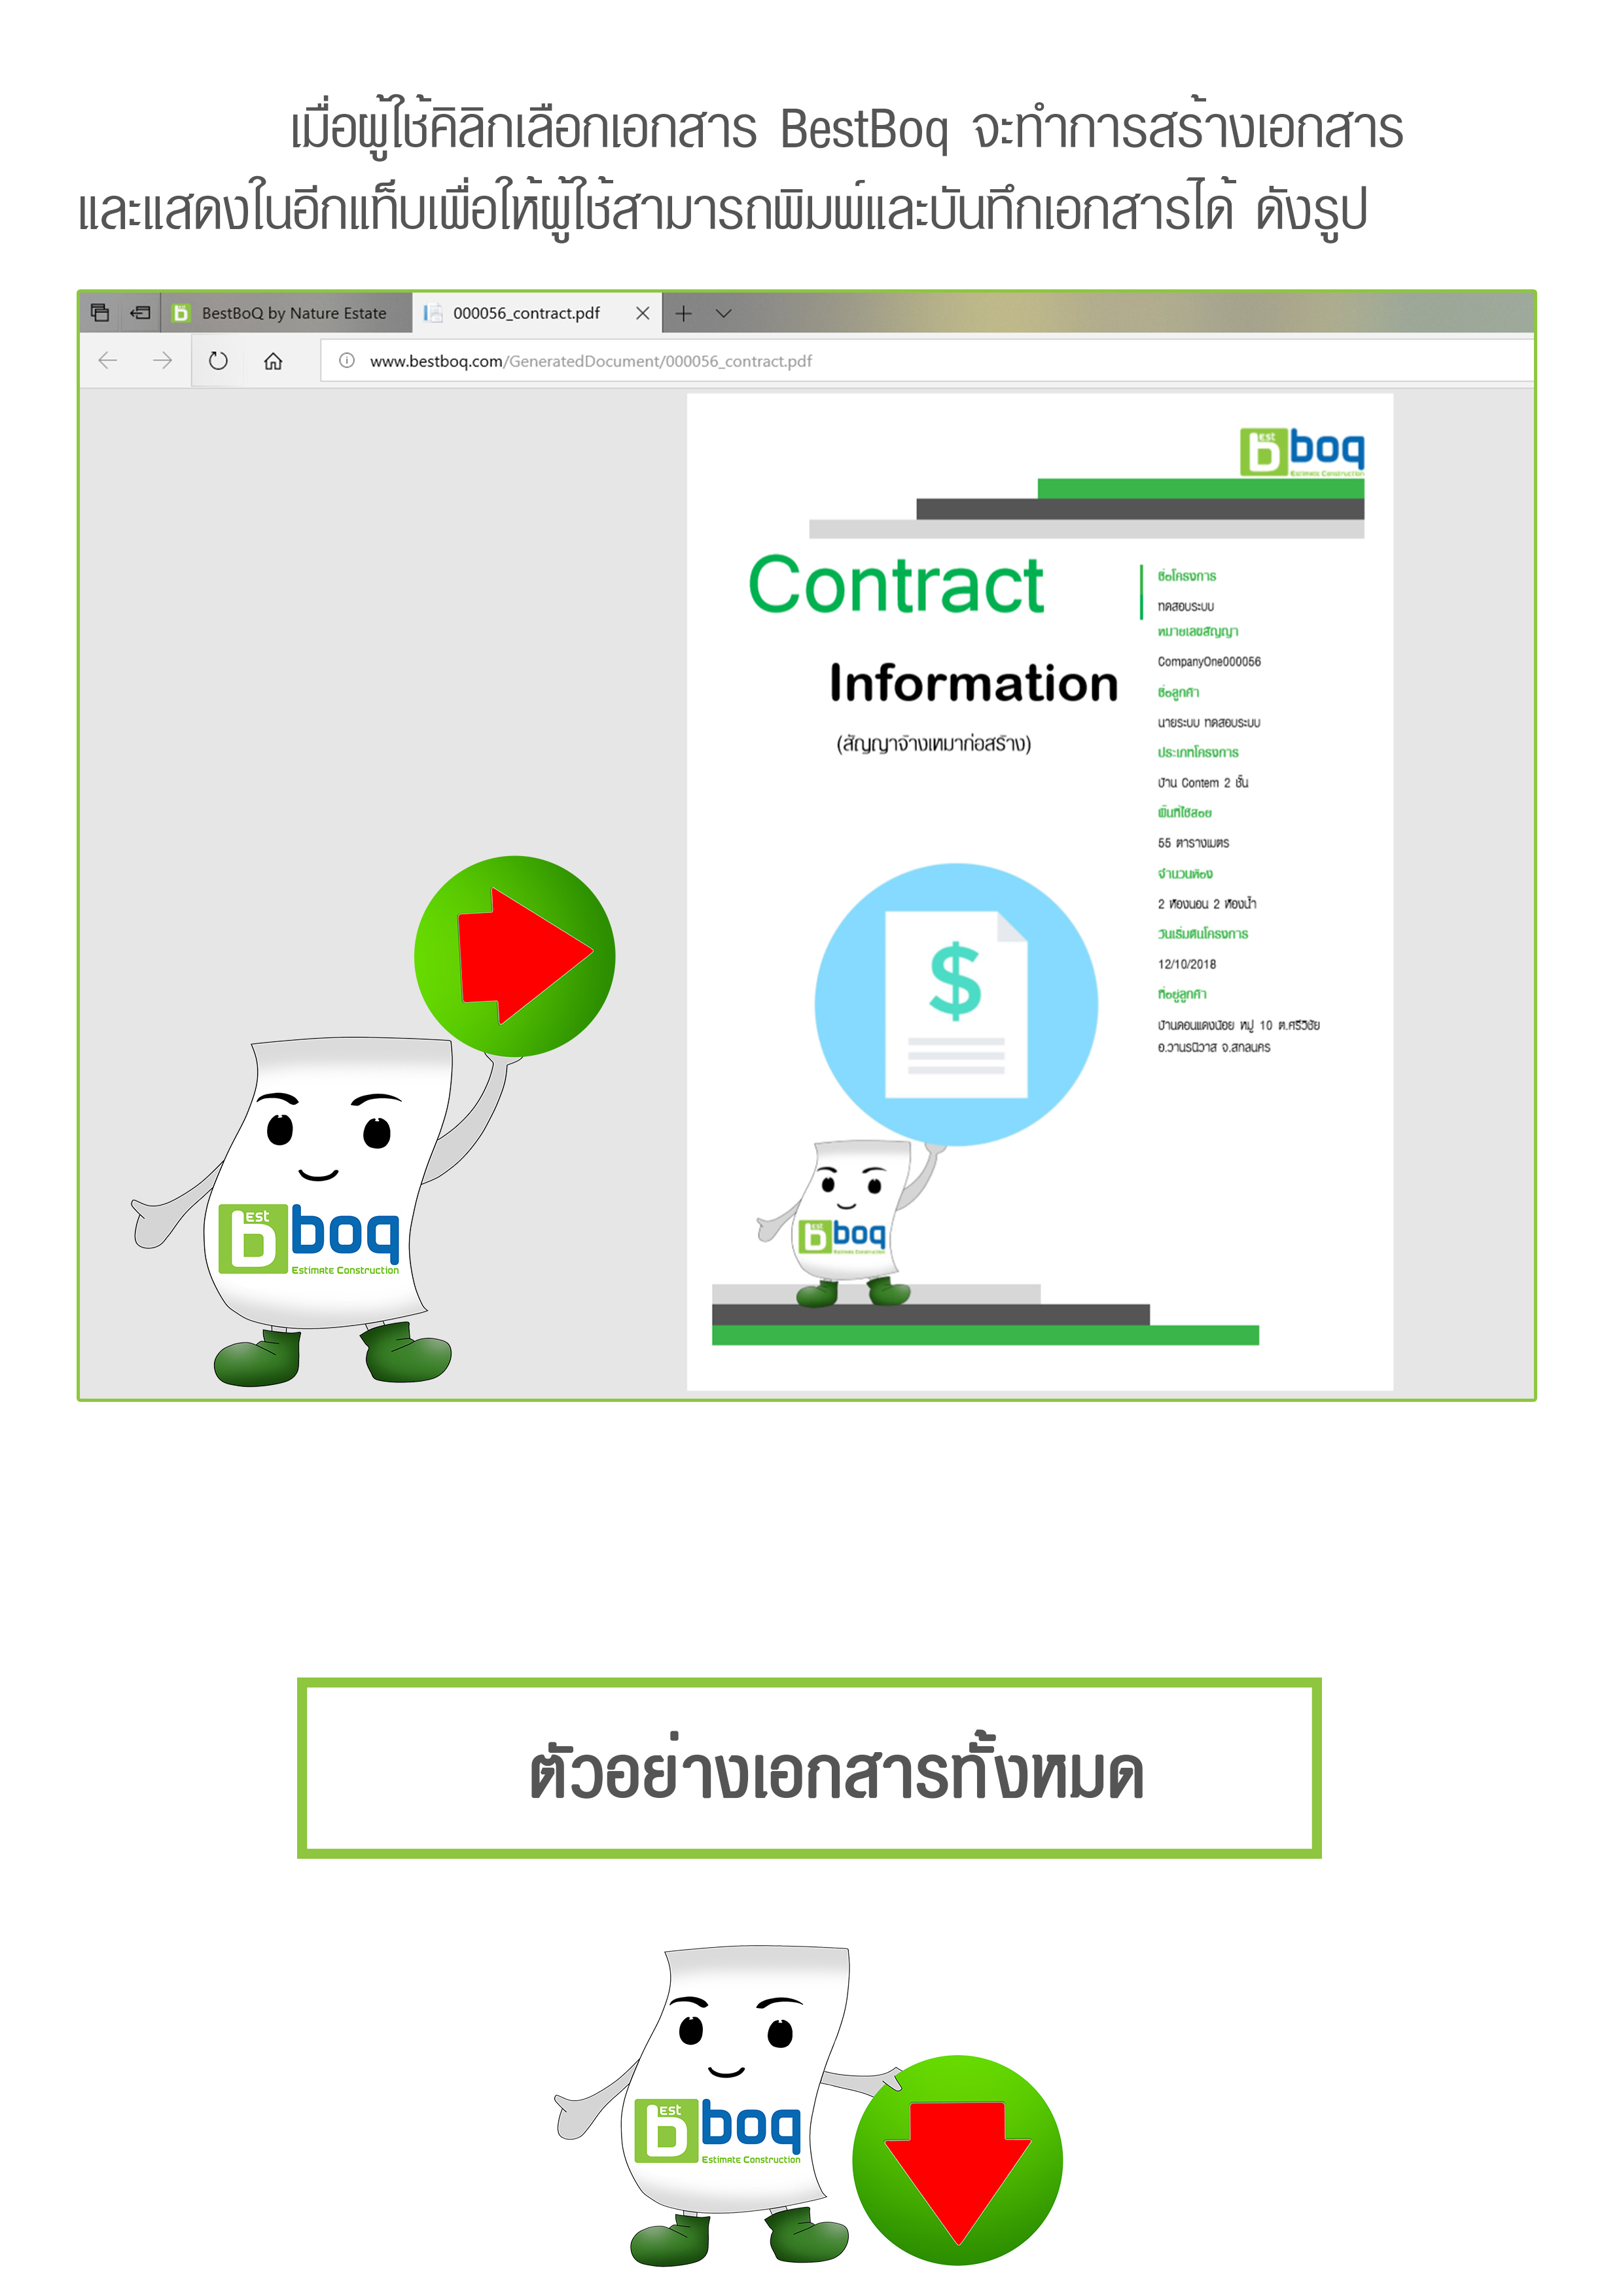 เมื่อผู้ใช้คิลิกเลือกเอกสาร BestBoq จะทำการสร้างเอกสาร
และแสดงในอีกแท็บเพื่อให้ผู้ใช้สามารถพิมพ์และบันทึกเอกสารได้ ดังรูป
BestBoQ by Nature Estate
000056_contract.pdf
www.bestboq.com/GeneratedDocument/000056_contract.pdf
best boq
Estimate Construction
Contract
Information
(สัญญาจ้างเหมาก่อสร้าง)
ชื่อโครงการ
ทดสอบระบบ
หมายเลขสัญญา
CompanyOne000056
ชื่อลูกค้า
นายระบบ ทดสอบระบบ
ประเภทโครงการ
บ้าน Contem 2 ชั้น
พื้นที่ใช้สอย
55 ตารางเมตร
จำนวนห้อง
2 ห้องนอน 2 ห้องน้ำ
วันเริ่มต้นโครงการ
12/10/2018
ที่อยู่ลูกค้า
บ้านดอนแดงน้อย หมู่ 10 ต.ศรีวิชัย
อ.วานรนิวาส จ.สกลนคร
$
best boq
Estimate Construction
best boq
Estimate Construction
ตัวอย่างเอกสารทั้งหมด
best boq
Estimate Construction